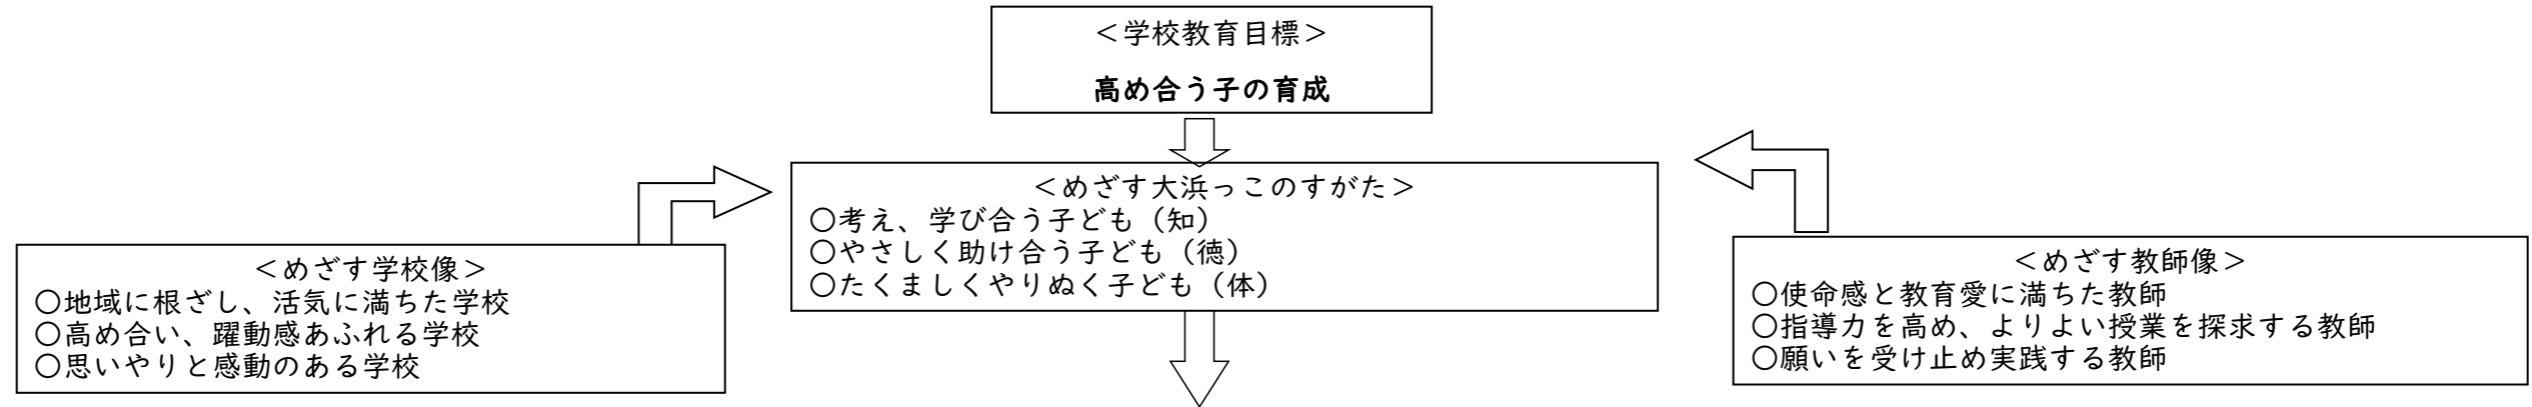 ＜学校教育目標＞
高め合う子の育成
＜めざす大浜っこのすがた＞
○考え、学び合う子ども（知）
○やさしく助け合う子ども（徳）
○たくましくやりぬく子ども（体）
＜めざす学校像＞
○地域に根ざし、活気に満ちた学校
○高め合い、躍動感あふれる学校
○思いやりと感動のある学校
＜めざす教師像＞
○使命感と教育愛に満ちた教師
○指導力を高め、よりよい授業を探求する教師
○願いを受け止め実践する教師